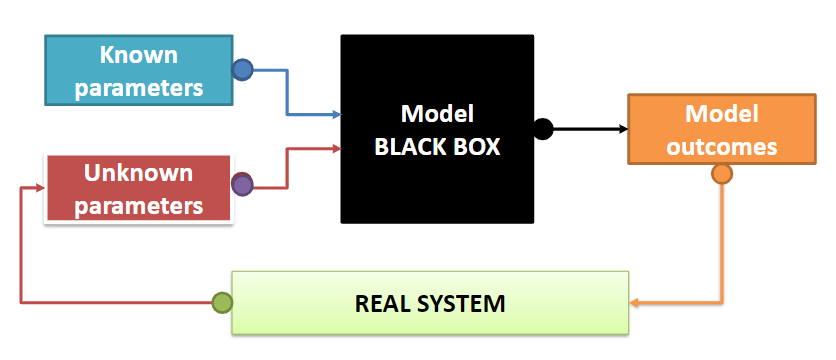 Known
parameters
Unknown
parameters
Model
BLACK BOX
Model
outcomes
REAL SYSTEM